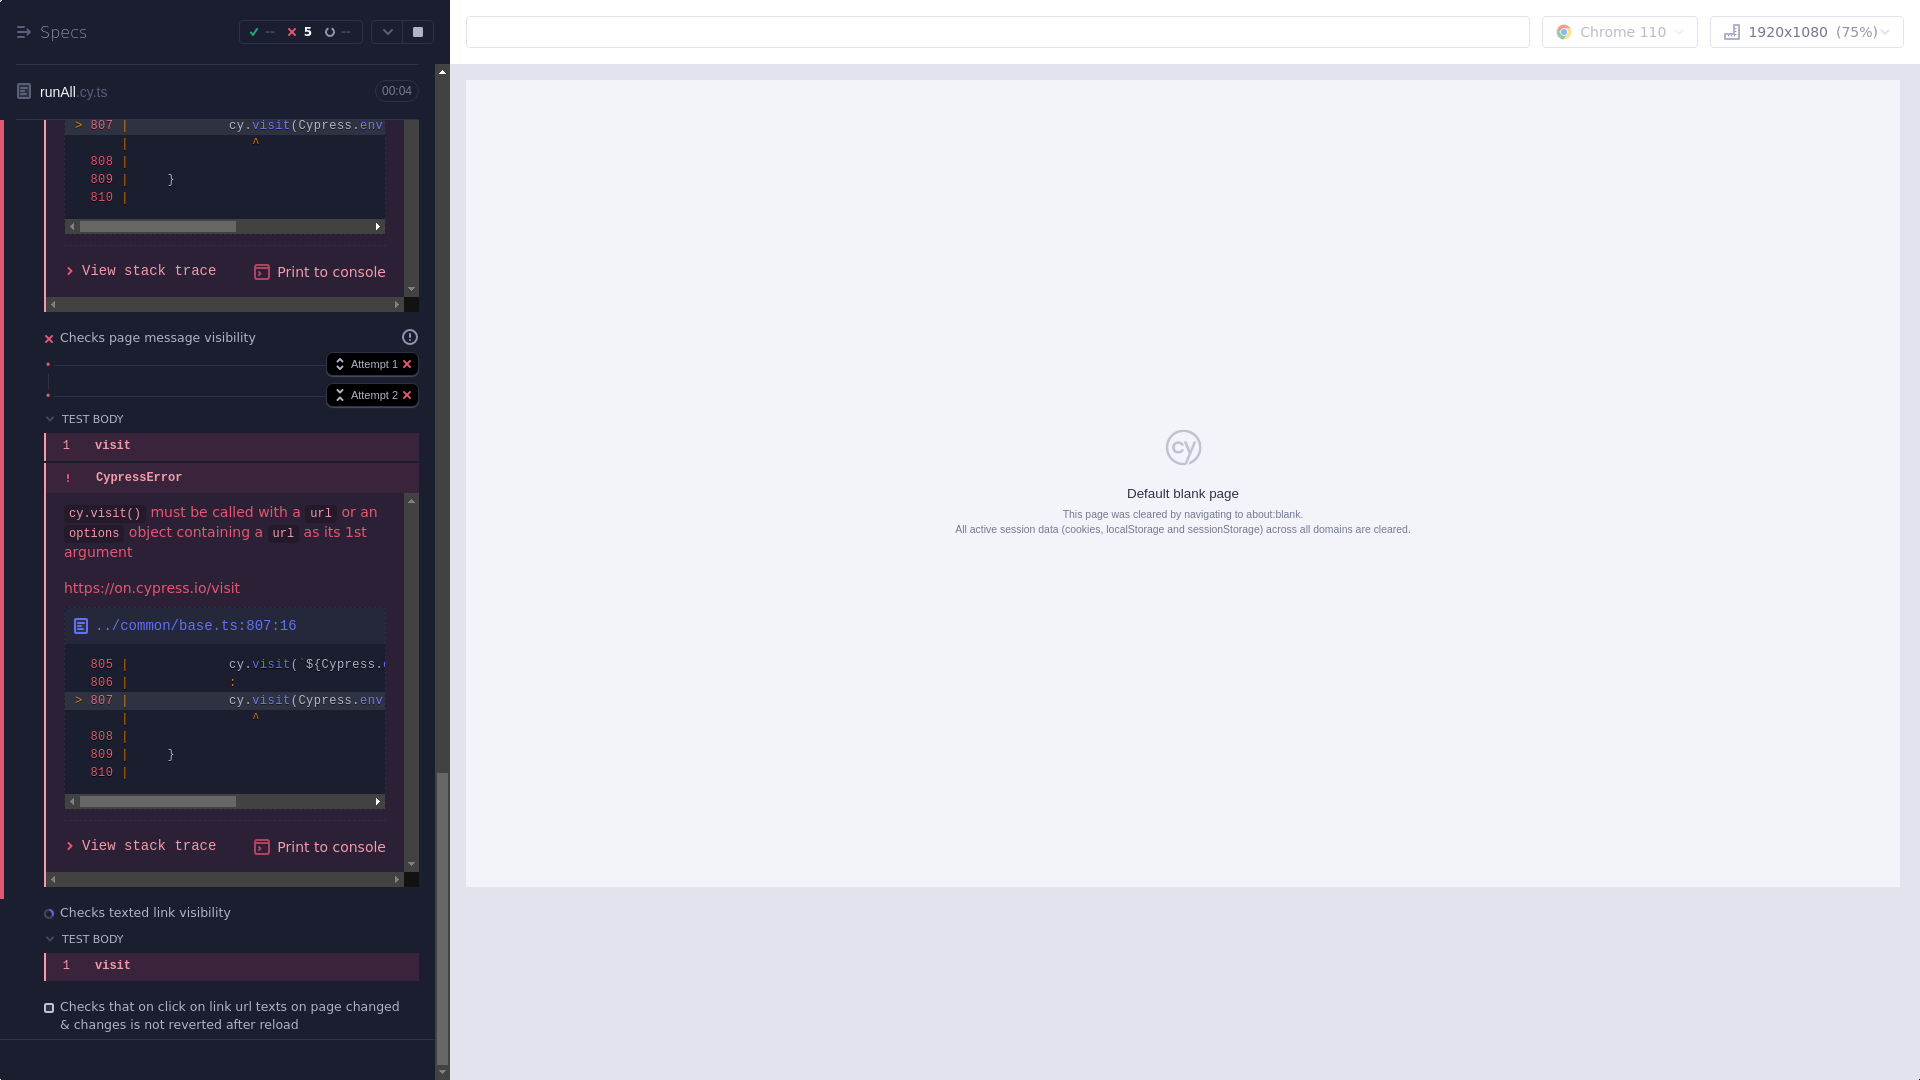 Specs
-- 5 --
Chrome 110
1920x1080 (75%)
runAll.cy.ts
00:04
> 807 | cy.visit(Cypress.env
| ^
808 |
809 | }
810 |
View stack trace
Print to console
Checks page message visibility
Attempt 1
Attempt 2
TEST BODY
1 visit
! CypressError
cy.visit() must be called with a url or an
options object containing a url as its 1st
argument
https://on.cypress.io/visit
../common/base.ts:807:16
805 | cy.visit(`${Cypress.
806 | :
> 807 | cy.visit(Cypress.env
| ^
808 |
809 | }
810 |
View stack trace
Print to console
Checks texted link visibility
TEST BODY
1 visit
Checks that on click on link url texts on page changed
& changes is not reverted after reload
cy
Default blank page
This page was cleared by navigating to about:blank.
All active session data (cookies, localStorage and sessionStorage) across all domains are cleared.